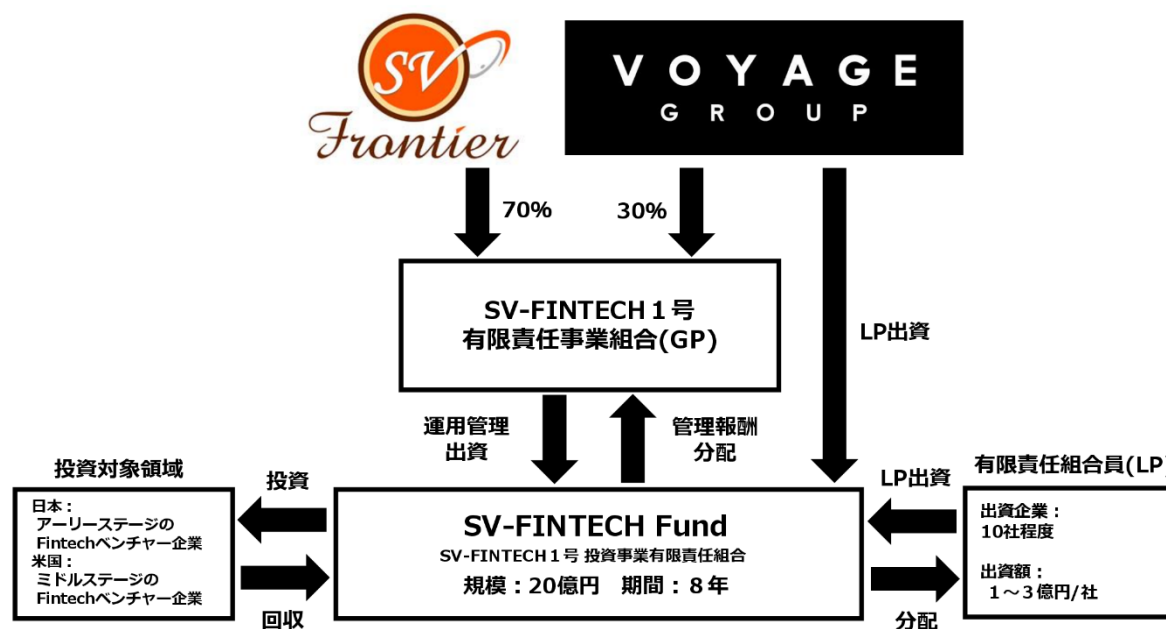 SV
Frontier
VOYAGE
GROUP
70%
30%
SV-FINTECH１号
有限責任事業組合(GP)
LP出資
運用管理
出資
管理報酬
分配
投資対象領域
日本：
アーリーステージの
Fintechベンチャー企業
米国：
ミドルステージの
Fintechベンチャー企業
投資
回収
SV-FINTECH Fund
SV-FINTECH１号 投資事業有限責任組合
規模：20億円　期間：８年
LP出資
分配
有限責任組合員(LP)
出資企業：
10社程度
出資額：
１～３億円/社